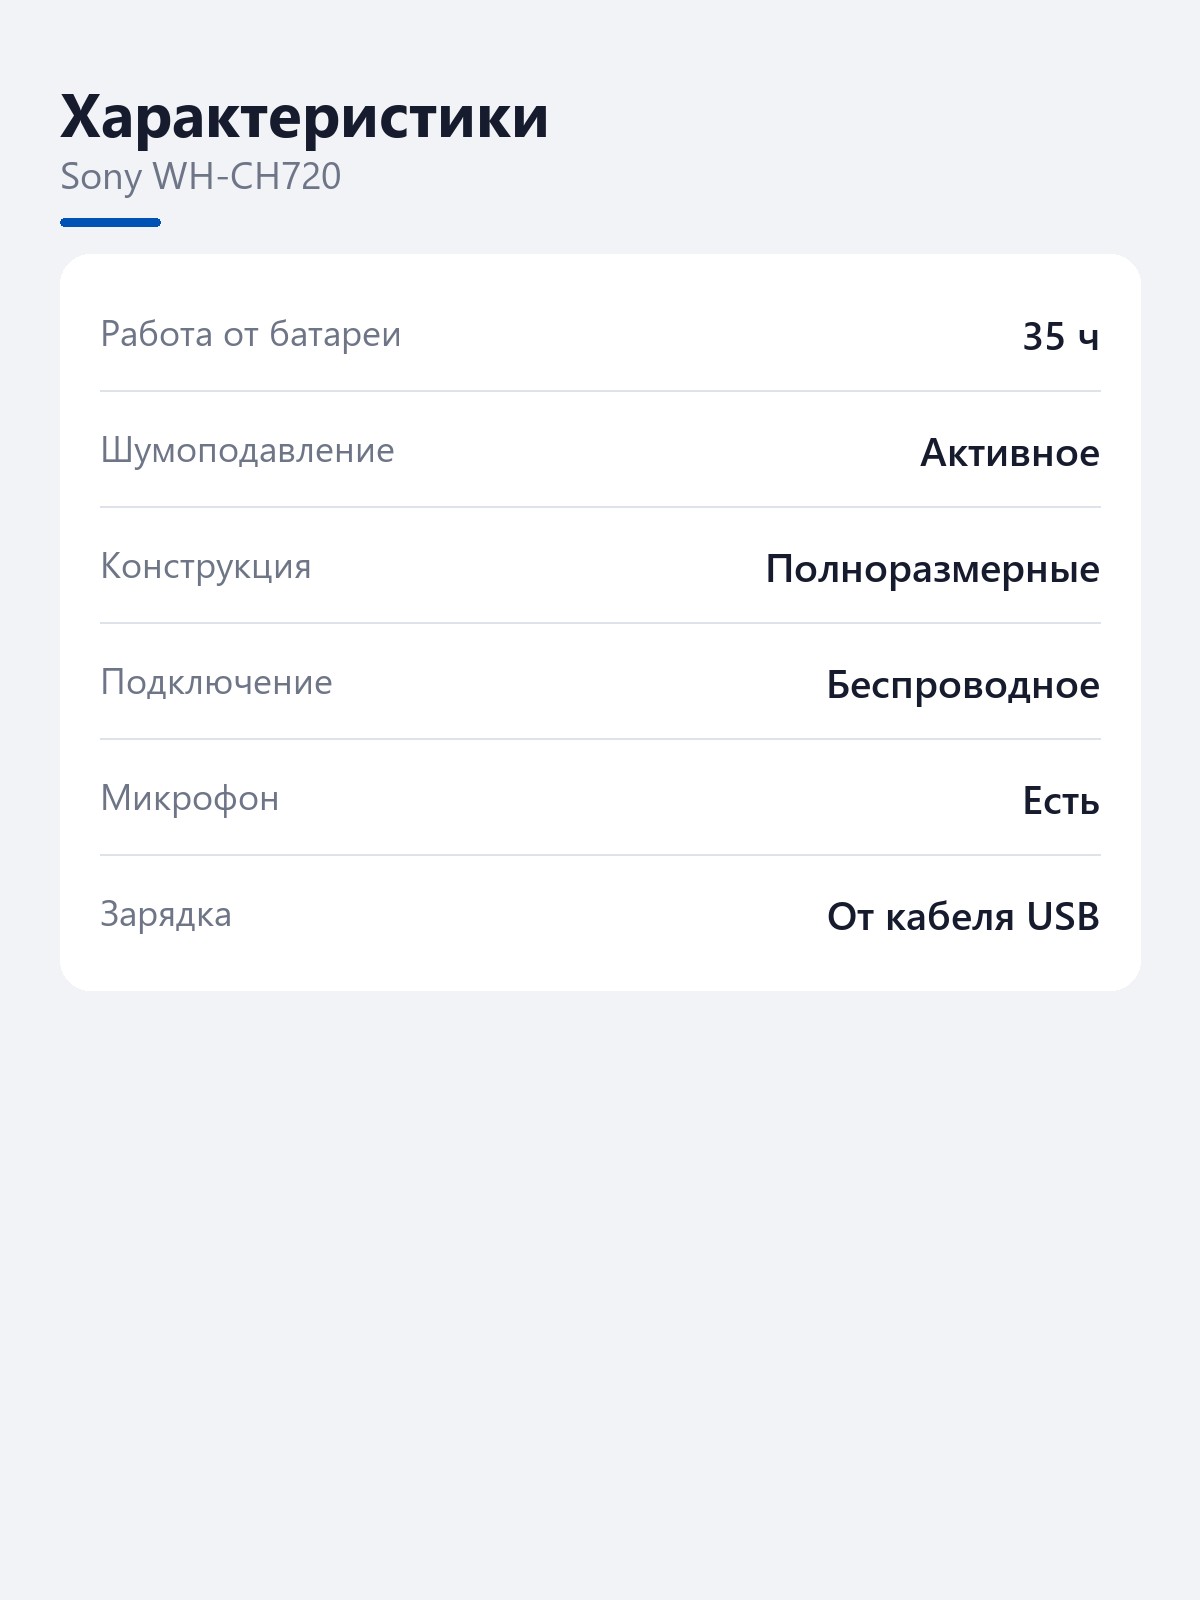 Характеристики
Sony WH-CH720
Работа от батареи 35 ч
Шумоподавление Активное
Конструкция Полноразмерные
Подключение Беспроводное
Микрофон Есть
Зарядка От кабеля USB